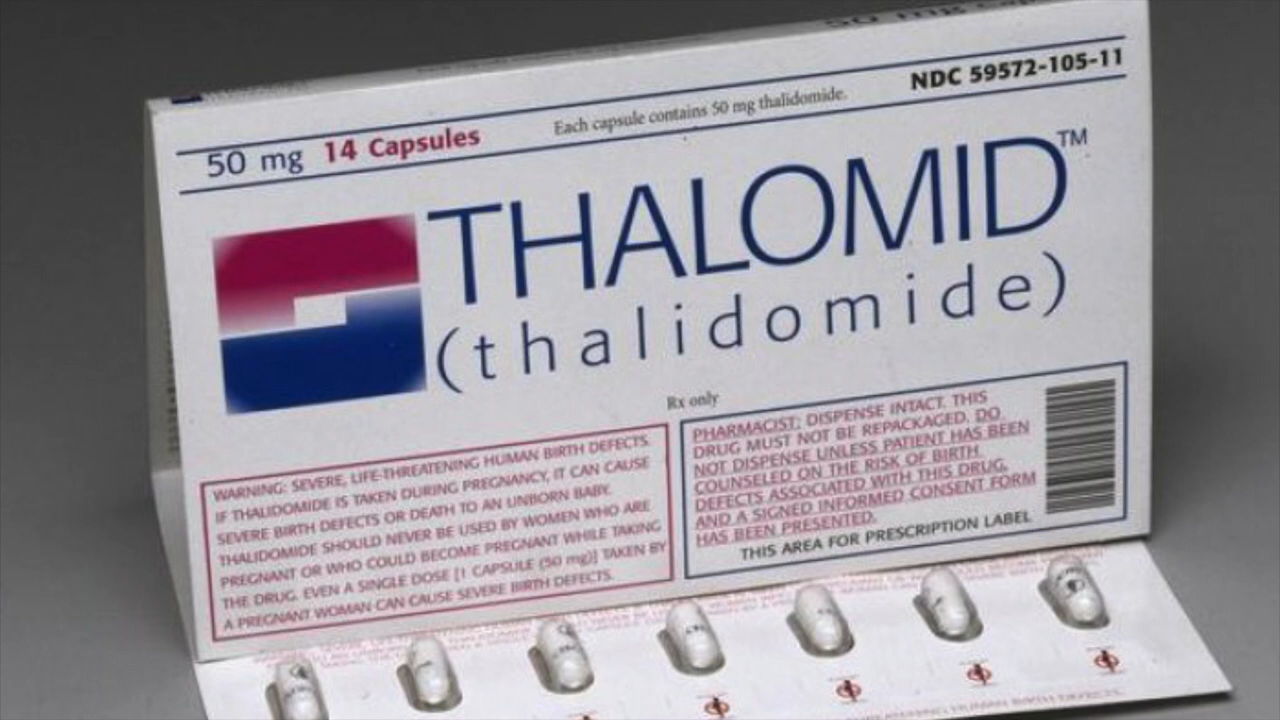 50 mg Cap
50 mg 14 Capsules
Each capsule contains 50 mg thalidomide.
NDC 59572-105-11
THALOMID™
(thalidomide)
Rx only
WARNING: SEVERE, LIFE-THREATENING HUMAN BIRTH DEFECTS.
IF THALIDOMIDE IS TAKEN DURING PREGNANCY, IT CAN CAUSE
SEVERE BIRTH DEFECTS OR DEATH TO AN UNBORN BABY.
THALIDOMIDE SHOULD NEVER BE USED BY WOMEN WHO ARE
PREGNANT OR WHO COULD BECOME PREGNANT WHILE TAKING
THE DRUG. EVEN A SINGLE DOSE [1 CAPSULE (50 mg)] TAKEN BY
A PREGNANT WOMAN CAN CAUSE SEVERE BIRTH DEFECTS.
PHARMACIST: DISPENSE INTACT. THIS
DRUG MUST NOT BE REPACKAGED. DO
NOT DISPENSE UNLESS PATIENT HAS BEEN
COUNSELED ON THE RISK OF BIRTH
DEFECTS ASSOCIATED WITH THIS DRUG,
AND A SIGNED INFORMED CONSENT FORM
HAS BEEN PRESENTED.
THIS AREA FOR PRESCRIPTION LABEL
HUMAN BIRTH DEFECTS.